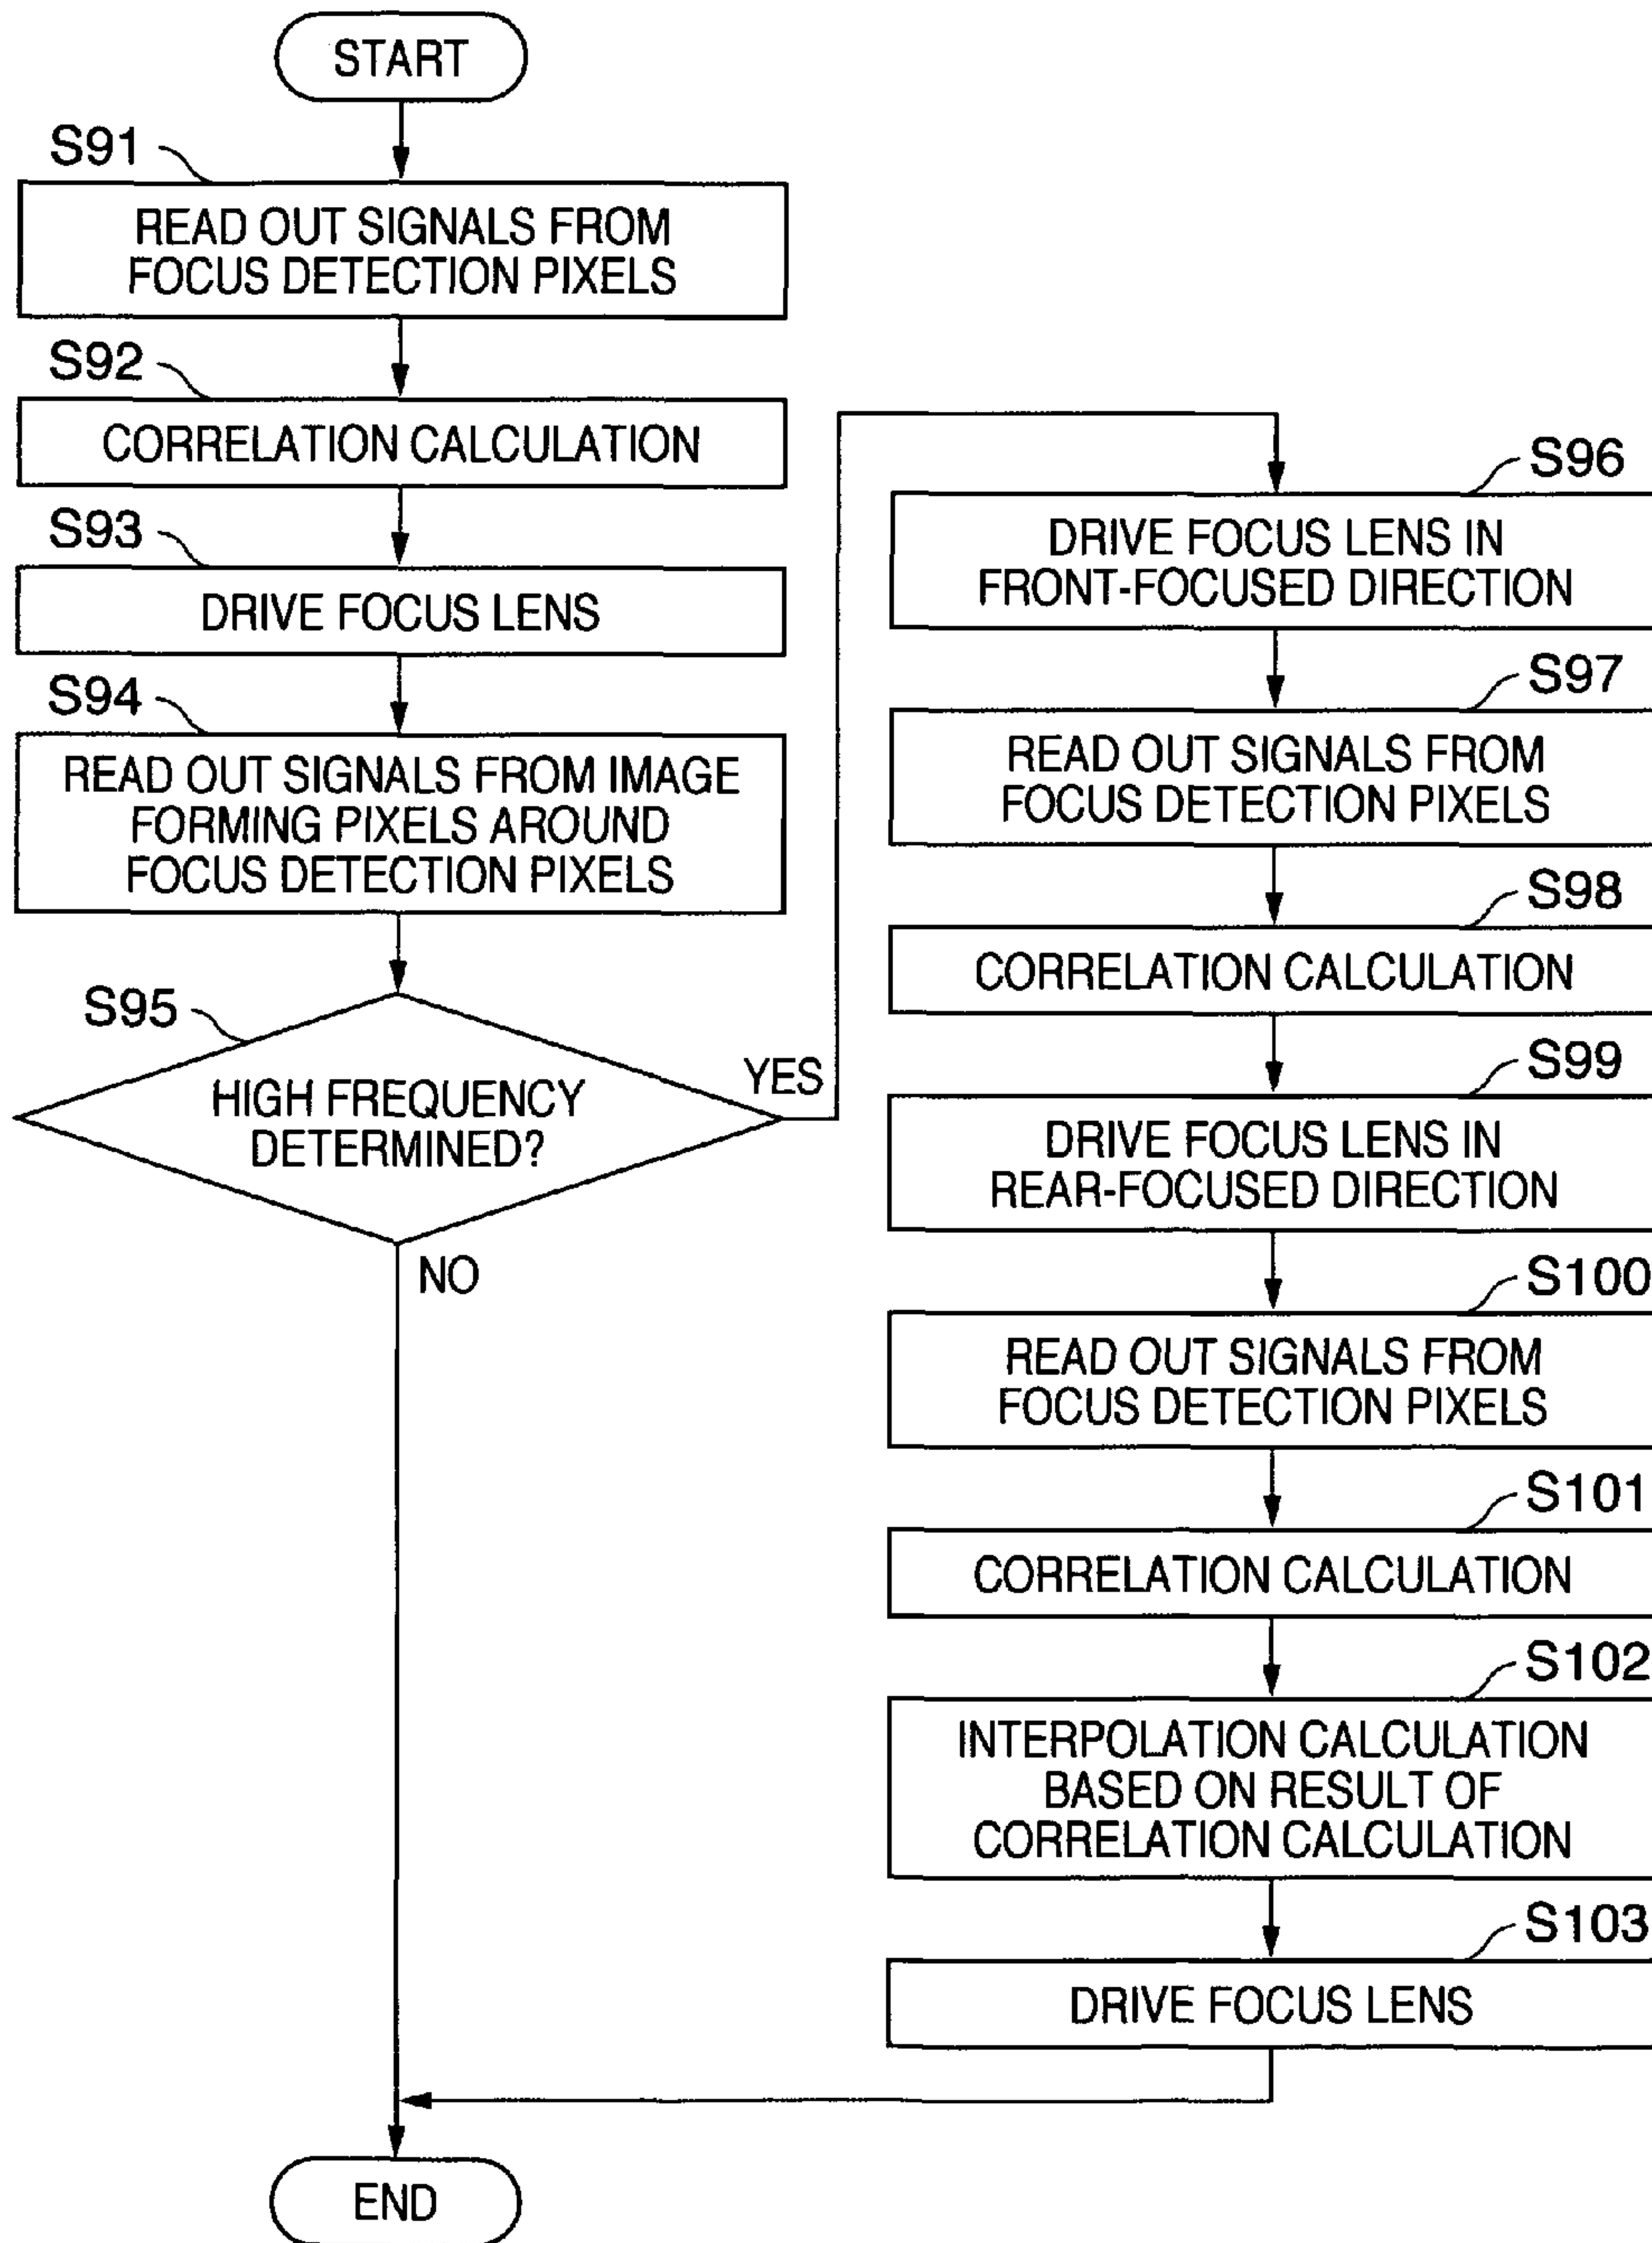 START
S91
READ OUT SIGNALS FROM
FOCUS DETECTION PIXELS
S92
CORRELATION CALCULATION
S93
DRIVE FOCUS LENS
S94
READ OUT SIGNALS FROM IMAGE
FORMING PIXELS AROUND
FOCUS DETECTION PIXELS
S95
HIGH FREQUENCY
DETERMINED?
YES
NO
S96
DRIVE FOCUS LENS IN
FRONT-FOCUSED DIRECTION
S97
READ OUT SIGNALS FROM
FOCUS DETECTION PIXELS
S98
CORRELATION CALCULATION
S99
DRIVE FOCUS LENS IN
REAR-FOCUSED DIRECTION
S100
READ OUT SIGNALS FROM
FOCUS DETECTION PIXELS
S101
CORRELATION CALCULATION
S102
INTERPOLATION CALCULATION
BASED ON RESULT OF
CORRELATION CALCULATION
S103
DRIVE FOCUS LENS
END